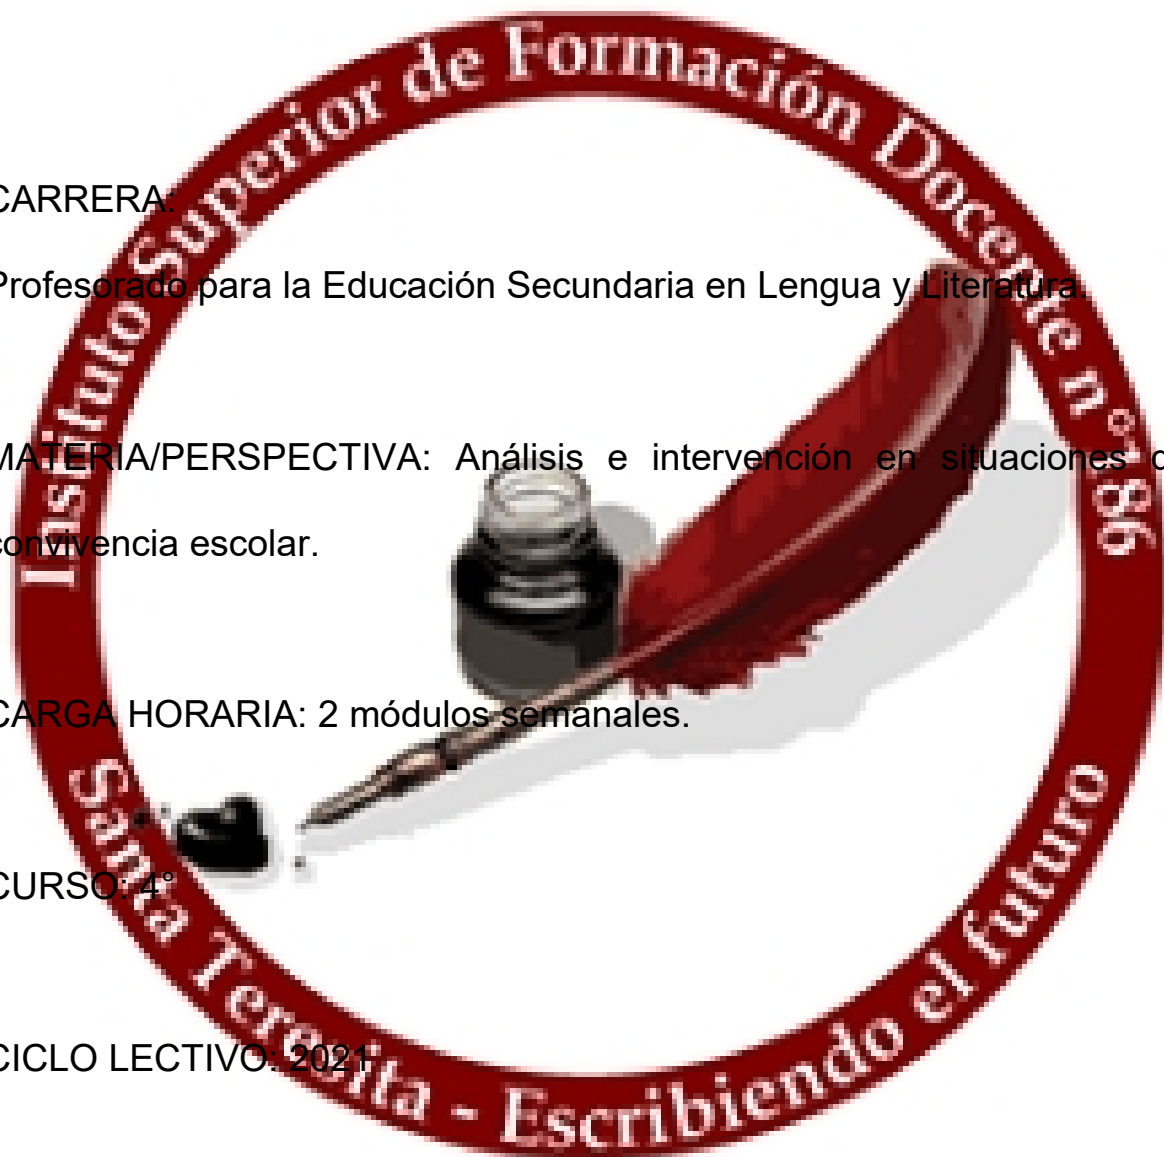 Instituto Superior de Formación Docente n° 186
CARRERA:
Profesorado para la Educación Secundaria en Lengua y Literatura.
MATERIA/PERSPECTIVA: Análisis e intervención en situaciones
convivencia escolar.
CARGA HORARIA: 2 módulos semanales.
CURSO: 4°
CICLO LECTIVO: 2021
Santa Teresita - Escribiendo el futuro